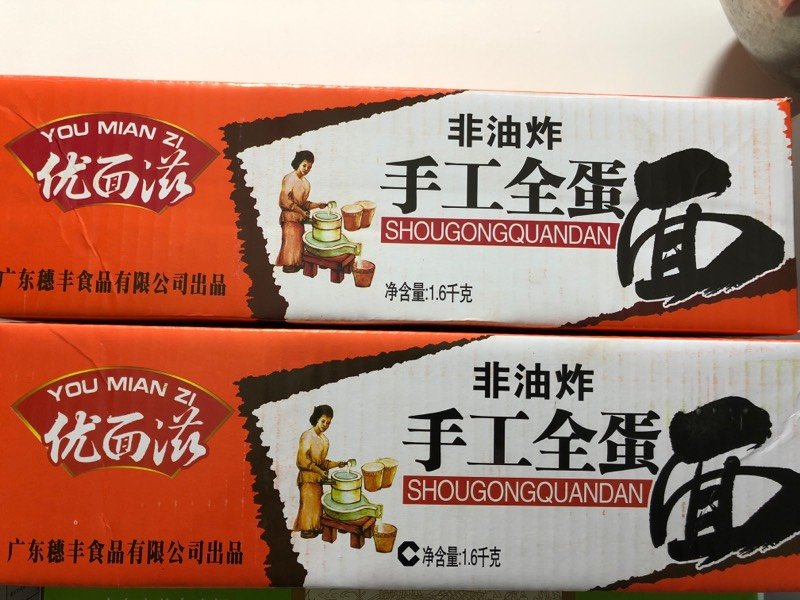 YOU MIAN ZI
优面滋
广东穗丰食品有限公司出品
非油炸
手工全蛋面
SHOUGONGQUANDAN
净含量:1.6千克
YOU MIAN ZI
优面滋
广东穗丰食品有限公司出品
非油炸
手工全蛋面
SHOUGONGQUANDAN
净含量:1.6千克